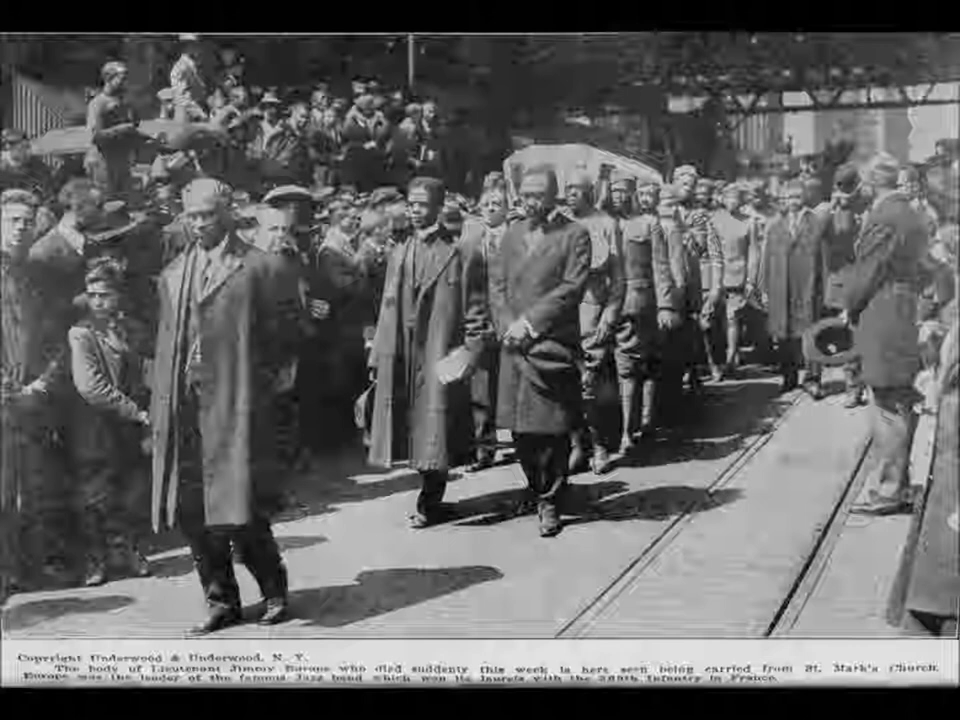 Copyright Underwood & Underwood, N. Y.
The body of Lieutenant Jimmy Europe who died suddenly this week is here seen being carried from St. Mark's Church.
Europe was the leader of the famous Jazz band which won its laurels with the Infantry in France.